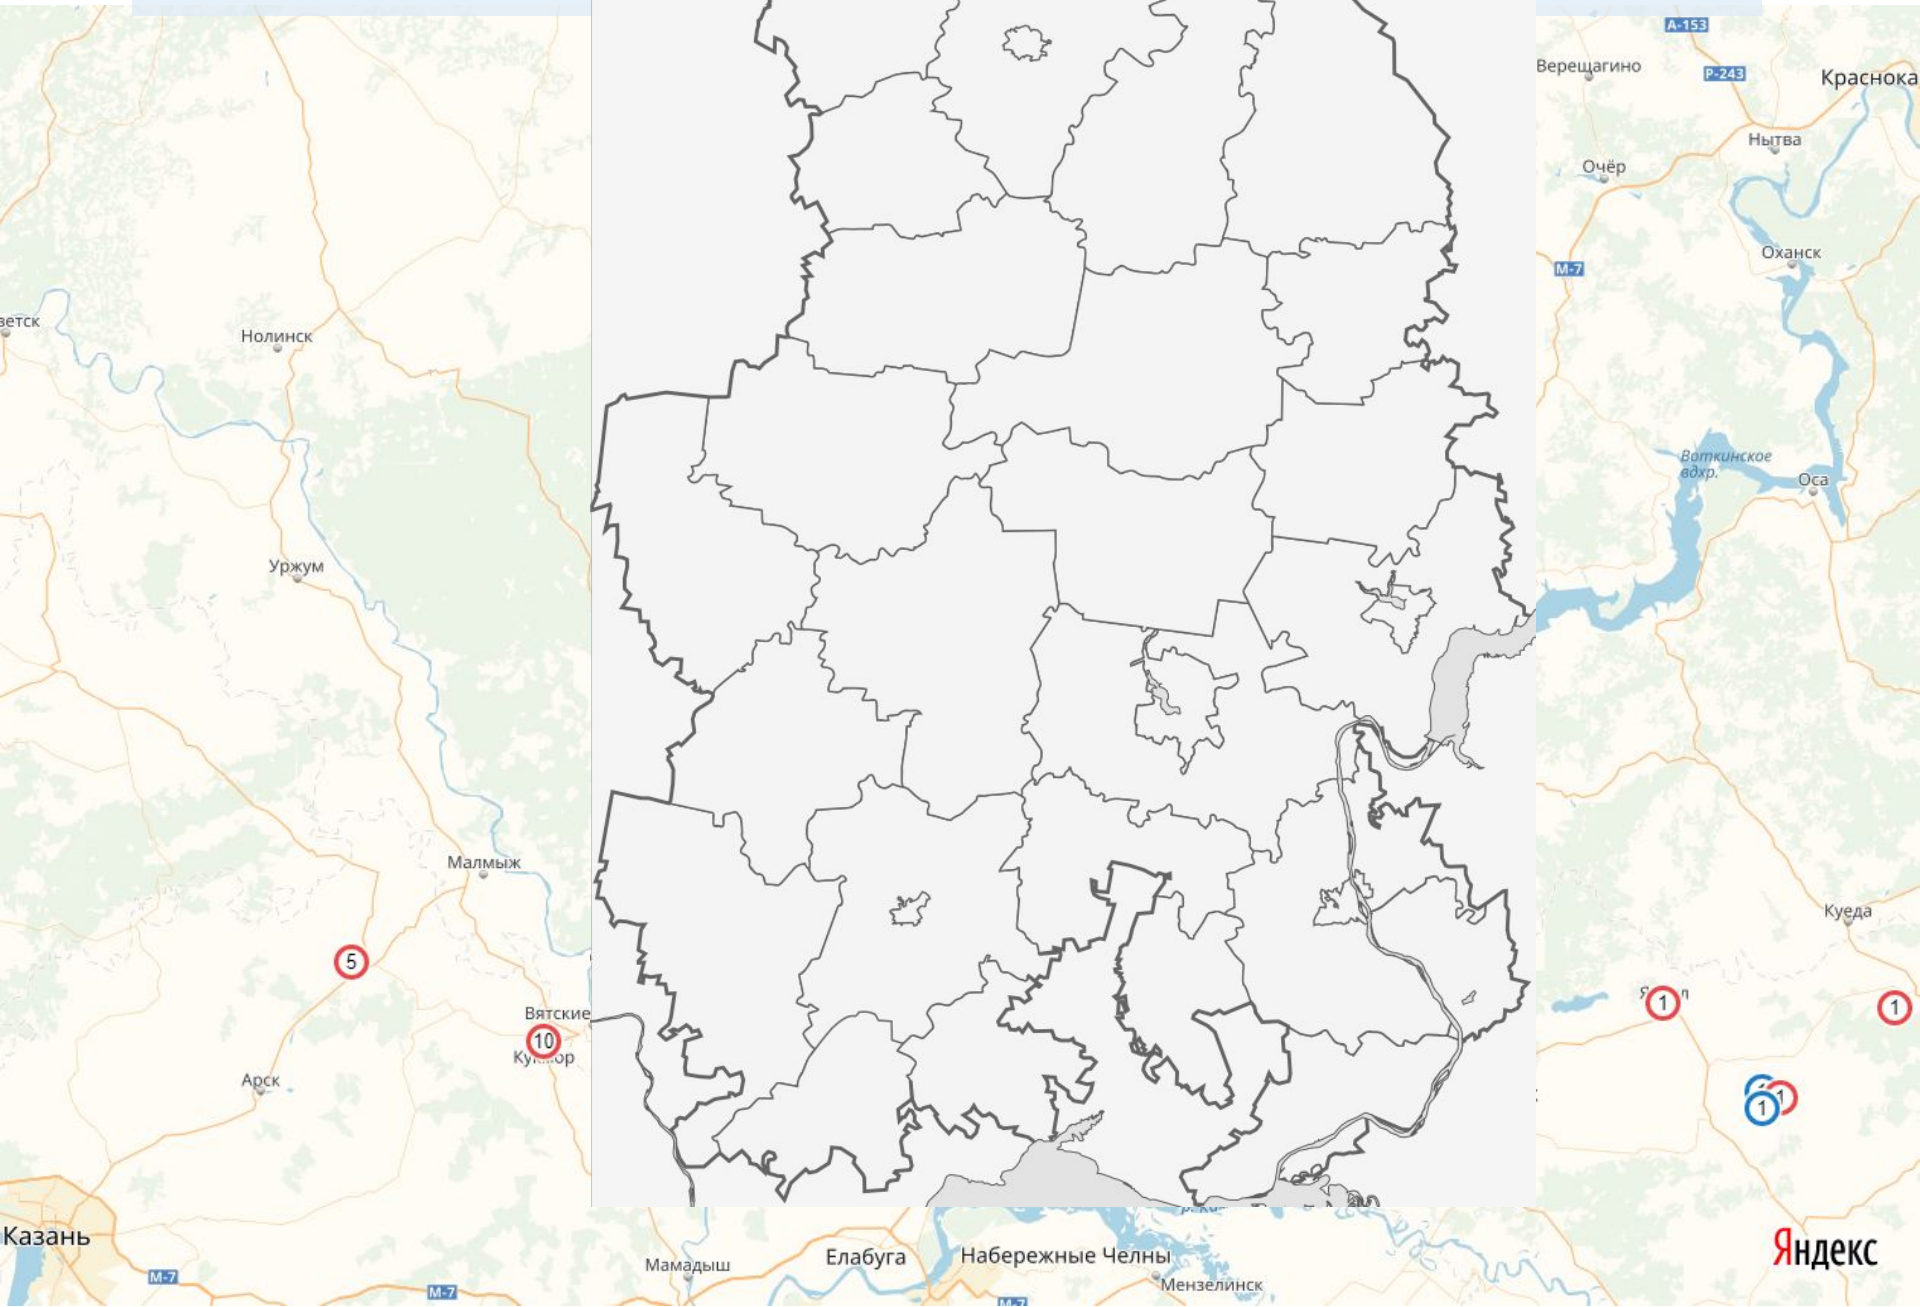 А-153
Верещагино
Р-243
Краснока
Нытва
Очёр
Оханск
М-7
ветск
Нолинск
Воткинское
вдхр.
Оса
Уржум
Малмыж
Куеда
5
1
1
Вятские
10
Арск
1
1
Казань
Елабуга
Набережные Челны
Мамадыш
М-7
М-7
Мензелинск
М-7
Яндекс